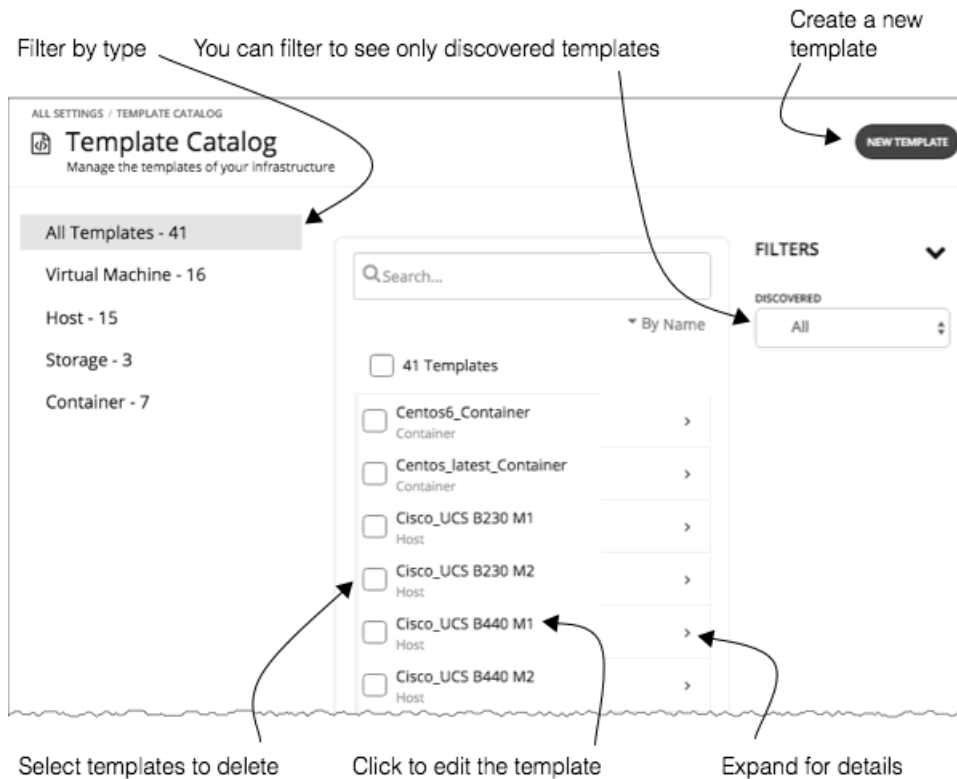 Filter by type
You can filter to see only discovered templates
Create a new
template
ALL SETTINGS / TEMPLATE CATALOG
Template Catalog
Manage the templates of your infrastructure
NEW TEMPLATE
All Templates - 41
Virtual Machine - 16
Host - 15
Storage - 3
Container - 7
Search...
By Name
41 Templates
Centos6_Container
Container
Centos_latest_Container
Container
Cisco_UCS B230 M1
Host
Cisco_UCS B230 M2
Host
Cisco_UCS B440 M1
Host
Cisco_UCS B440 M2
Host
FILTERS
DISCOVERED
All
Select templates to delete
Click to edit the template
Expand for details